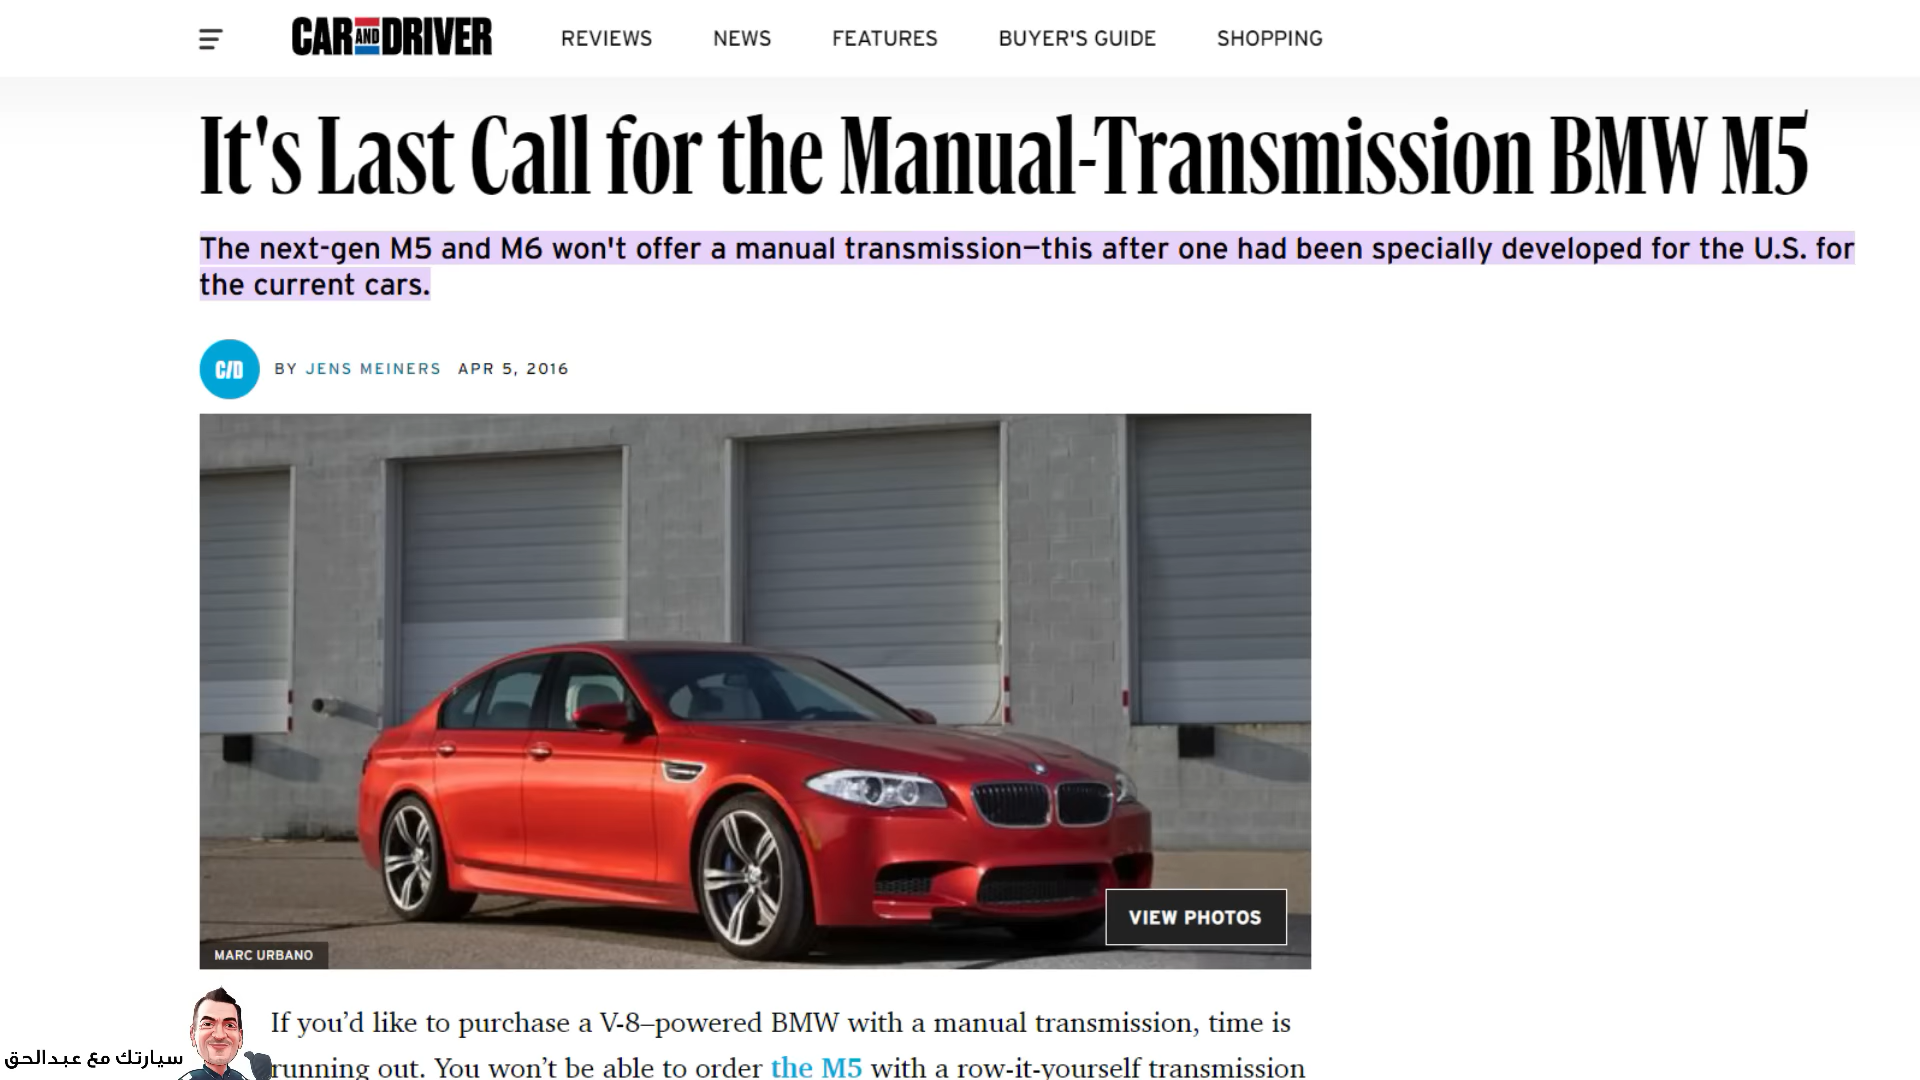 CAR AND DRIVER REVIEWS NEWS FEATURES BUYER'S GUIDE SHOPPING
It's Last Call for the Manual-Transmission BMW M5
The next-gen M5 and M6 won't offer a manual transmission—this after one had been specially developed for the U.S. for
the current cars.
C/D BY JENS MEINERS APR 5, 2016
VIEW PHOTOS
MARC URBANO
If you’d like to purchase a V-8–powered BMW with a manual transmission, time is
running out. You won’t be able to order the M5 with a row-it-yourself transmission
سيارتك مع عبدالحق